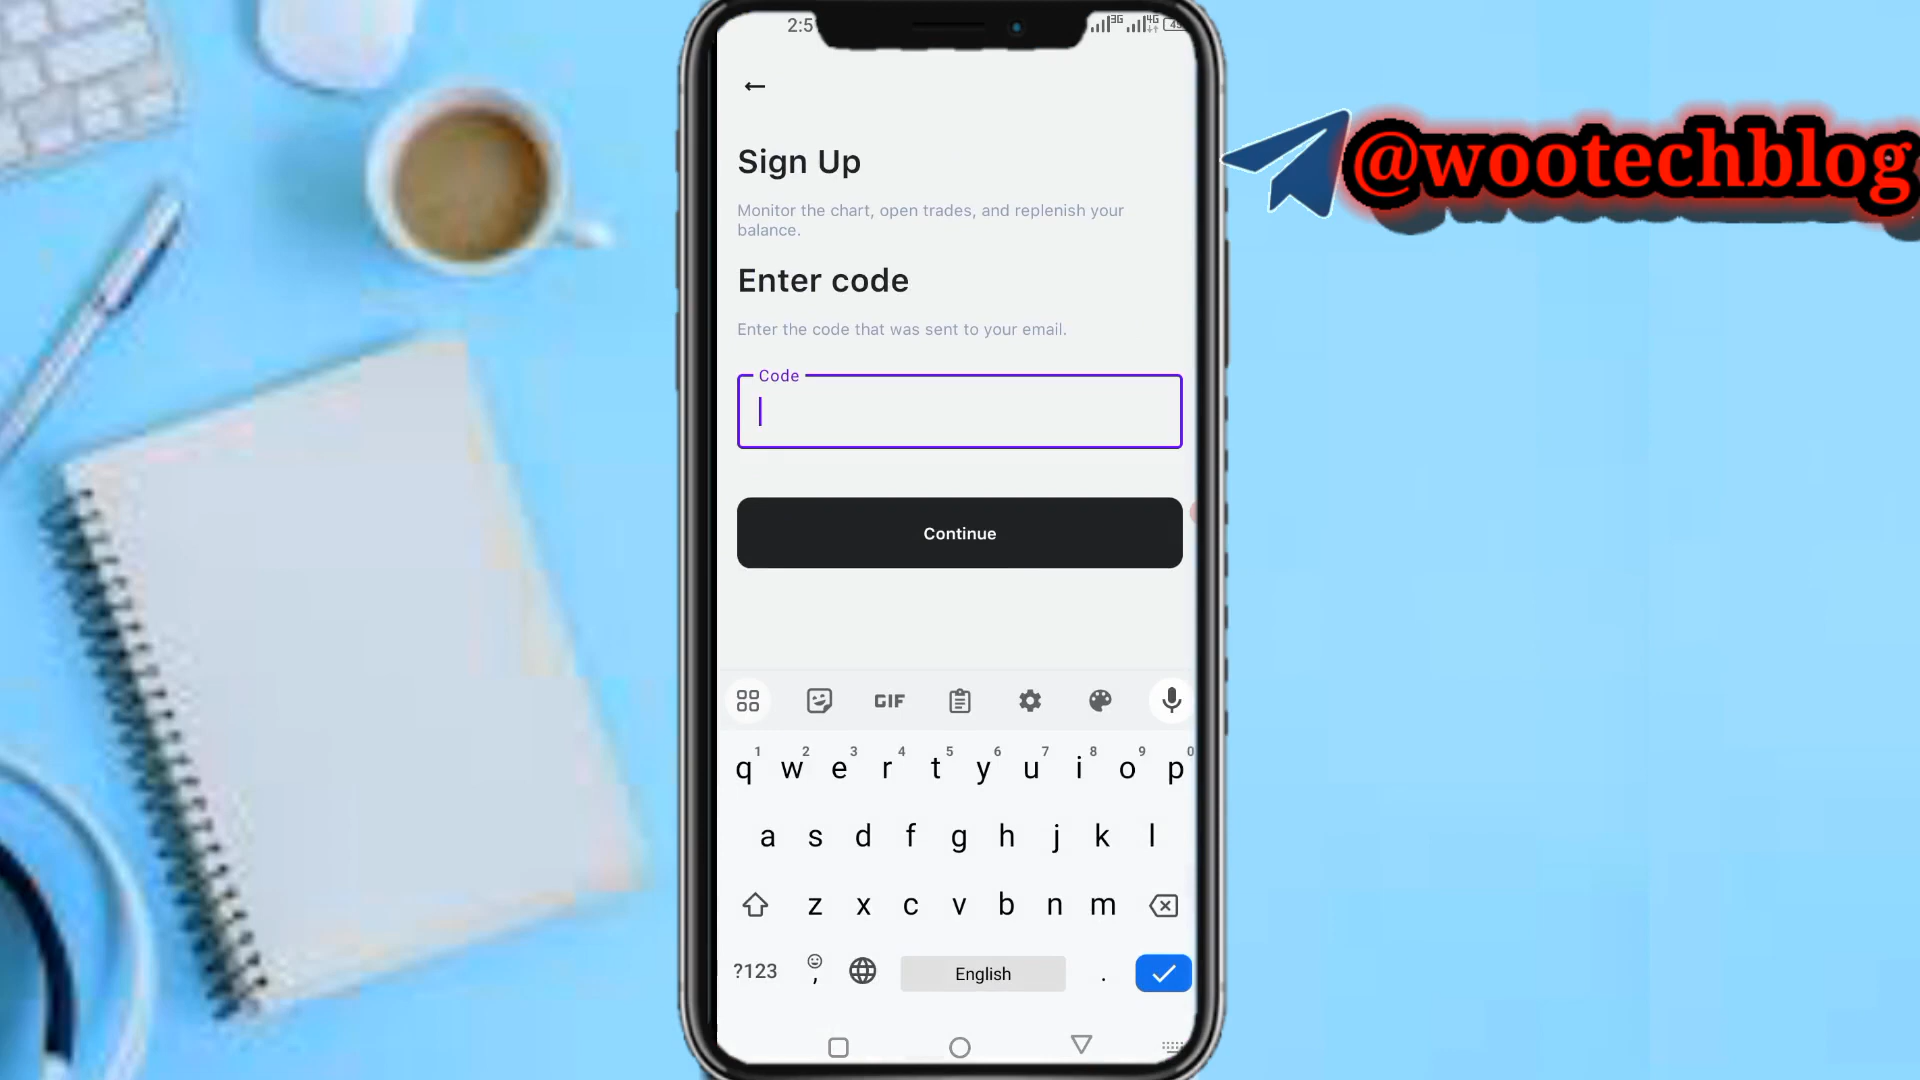 2:5
3G 4G
@wootechblog
Sign Up
Monitor the chart, open trades, and replenish your
balance.
Enter code
Enter the code that was sent to your email.
Code
Continue
GIF
1 2 3 4 5 6 7 8 9 0
q w e r t y u i o p
a s d f g h j k l
z x c v b n m
?123 , English .